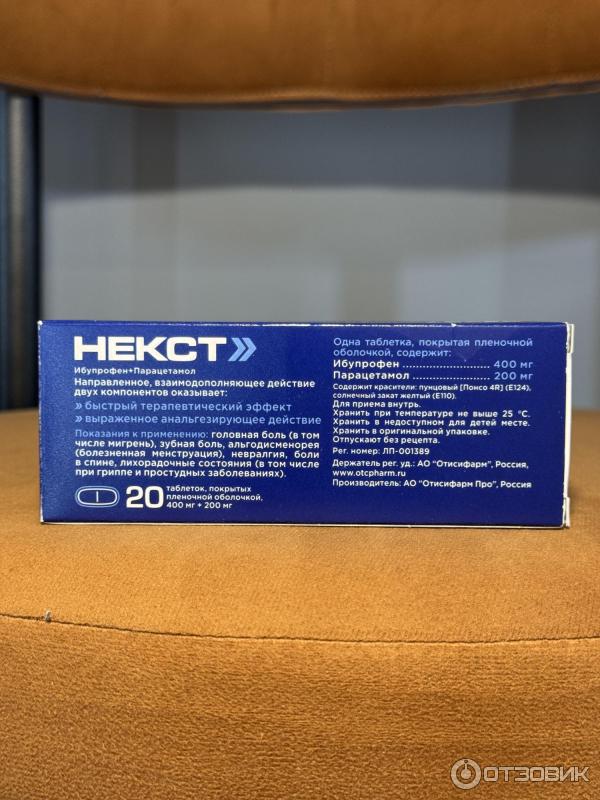 НЕКСТ
Ибупрофен+Парацетамол
Направленное, взаимодополняющее действие
двух компонентов оказывает:
» быстрый терапевтический эффект
» выраженное анальгезирующее действие
Показания к применению: головная боль (в том
числе мигрень), зубная боль, альгодисменорея
(болезненная менструация), невралгия, боли
в спине, лихорадочные состояния (в том числе
при гриппе и простудных заболеваниях).
20 таблеток, покрытых
пленочной оболочкой,
400 мг + 200 мг
Одна таблетка, покрытая пленочной
оболочкой, содержит:
Ибупрофен ........................ 400 мг
Парацетамол ..................... 200 мг
Содержит красители: пунцовый [Понсо 4R] (Е124),
солнечный закат желтый (Е110).
Для приема внутрь.
Хранить при температуре не выше 25 °С.
Хранить в недоступном для детей месте.
Хранить в оригинальной упаковке.
Отпускают без рецепта.
Рег. номер: ЛП-001389
Держатель рег. уд.: АО "Отисифарм", Россия,
www.otcpharm.ru
Производитель: АО "Отисифарм Про", Россия
ОТЗОВИК